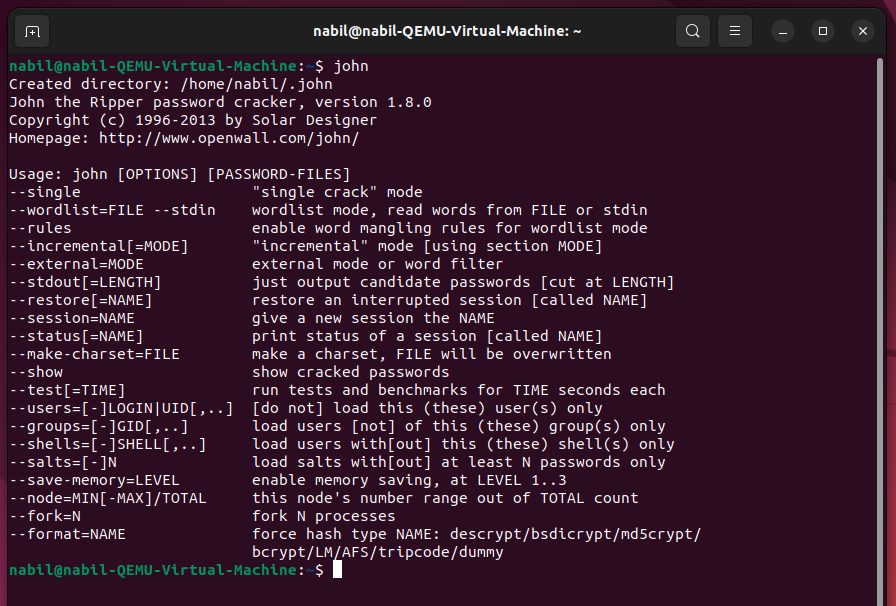 nabil@nabil-QEMU-Virtual-Machine: ~
nabil@nabil-QEMU-Virtual-Machine:~$ john
Created directory: /home/nabil/.john
John the Ripper password cracker, version 1.8.0
Copyright (c) 1996-2013 by Solar Designer
Homepage: http://www.openwall.com/john/

Usage: john [OPTIONS] [PASSWORD-FILES]
--single                   "single crack" mode
--wordlist=FILE --stdin    wordlist mode, read words from FILE or stdin
--rules                    enable word mangling rules for wordlist mode
--incremental[=MODE]       "incremental" mode [using section MODE]
--external=MODE            external mode or word filter
--stdout[=LENGTH]          just output candidate passwords [cut at LENGTH]
--restore[=NAME]           restore an interrupted session [called NAME]
--session=NAME             give a new session the NAME
--status[=NAME]            print status of a session [called NAME]
--make-charset=FILE        make a charset, FILE will be overwritten
--show                     show cracked passwords
--test[=TIME]              run tests and benchmarks for TIME seconds each
--users=[-]LOGIN|UID[,..]  [do not] load this (these) user(s) only
--groups=[-]GID[,..]       load users [not] of this (these) group(s) only
--shells=[-]SHELL[,..]     load users with[out] this (these) shell(s) only
--salts=[-]N               load salts with[out] at least N passwords only
--save-memory=LEVEL        enable memory saving, at LEVEL 1..3
--node=MIN[-MAX]/TOTAL     this node's number range out of TOTAL count
--fork=N                   fork N processes
--format=NAME              force hash type NAME: descrypt/bsdicrypt/md5crypt/
                           bcrypt/LM/AFS/tripcode/dummy
nabil@nabil-QEMU-Virtual-Machine:~$